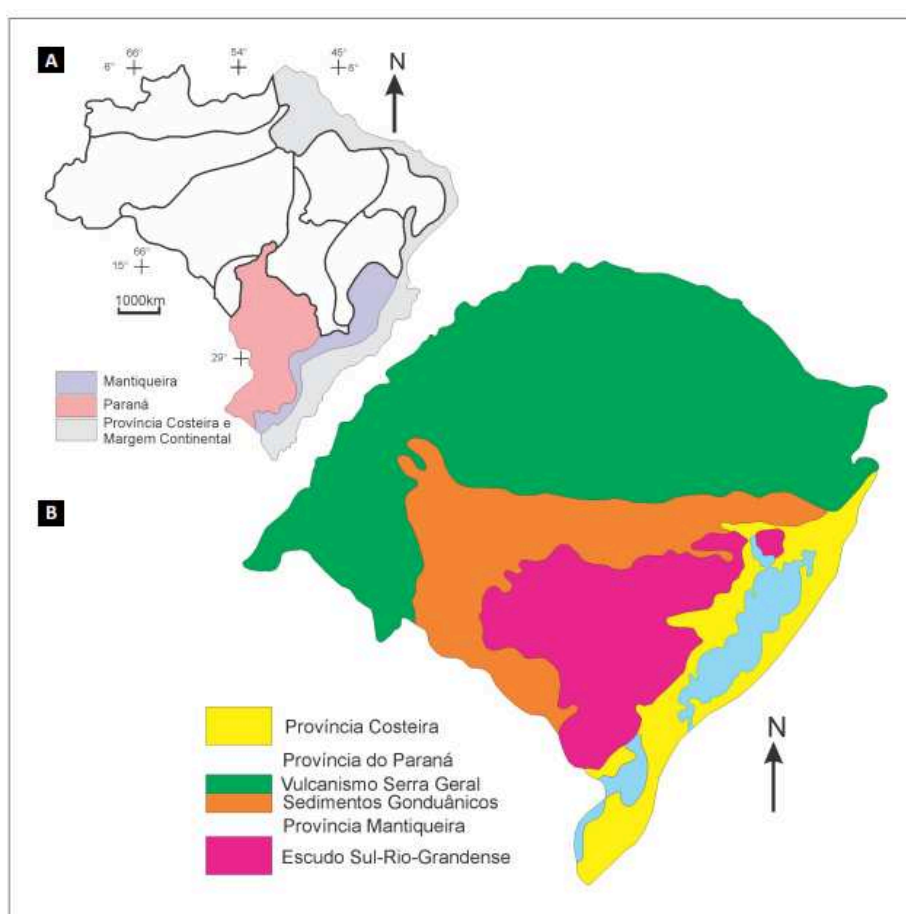 A
66°
54°
45°
6°
6°
N
66°
15°
1000km
29°
Mantiqueira
Paraná
Província Costeira e
Margem Continental
B
Província Costeira
Província do Paraná
Vulcanismo Serra Geral
Sedimentos Gonduânicos
Província Mantiqueira
Escudo Sul-Rio-Grandense
N